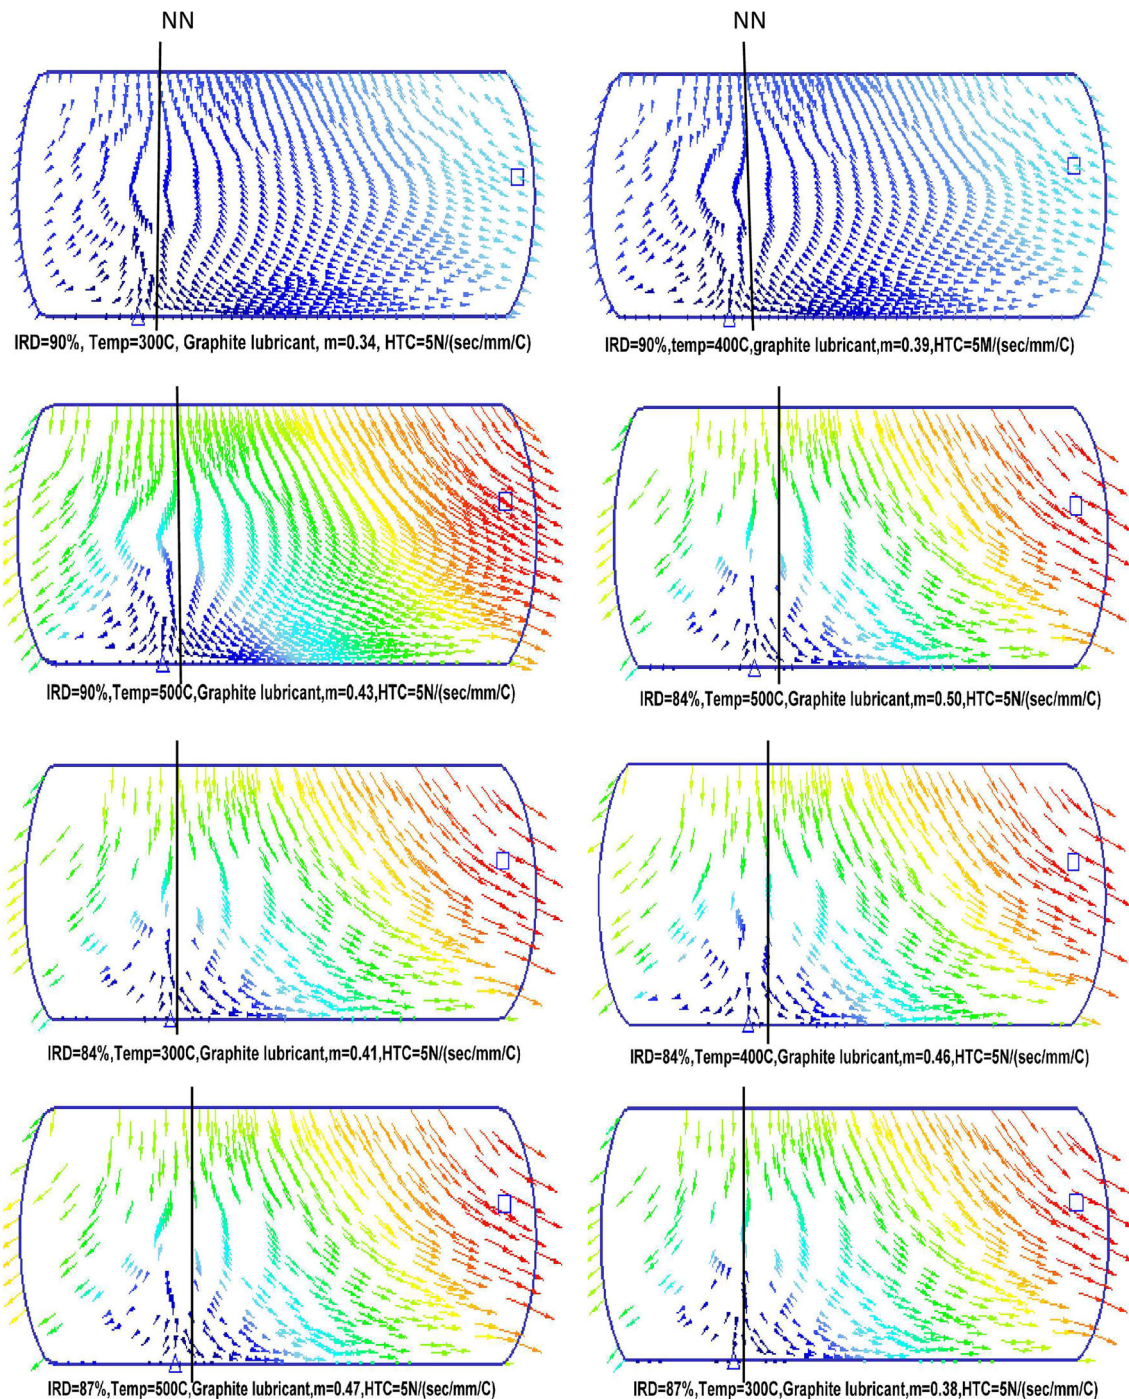 NN
NN
IRD=90%, Temp=300C, Graphite lubricant, m=0.34, HTC=5N/(sec/mm/C)
IRD=90%,temp=400C,graphite lubricant,m=0.39,HTC=5M/(sec/mm/C)
IRD=90%,Temp=500C,Graphite lubricant,m=0.43,HTC=5N/(sec/mm/C)
IRD=84%,Temp=500C,Graphite lubricant,m=0.50,HTC=5N/(sec/mm/C)
IRD=84%,Temp=300C,Graphite lubricant,m=0.41,HTC=5N/(sec/mm/C)
IRD=84%,Temp=400C,Graphite lubricant,m=0.46,HTC=5N/(sec/mm/C)
IRD=87%,Temp=500C,Graphite lubricant,m=0.47,HTC=5N/(sec/mm/C)
IRD=87%,Temp=300C,Graphite lubricant,m=0.38,HTC=5N/(sec/mm/C)